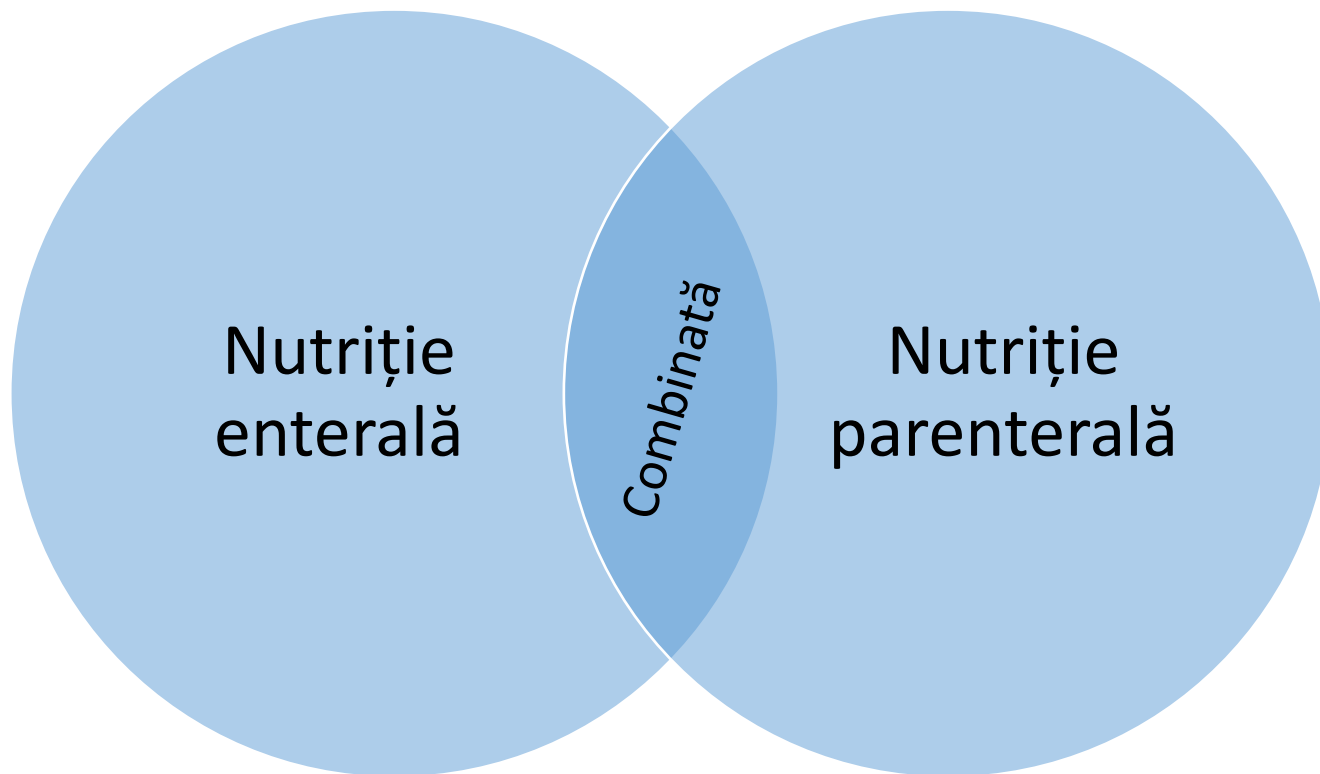 Nutriție
enterală
Combinată
Nutriție
parenterală